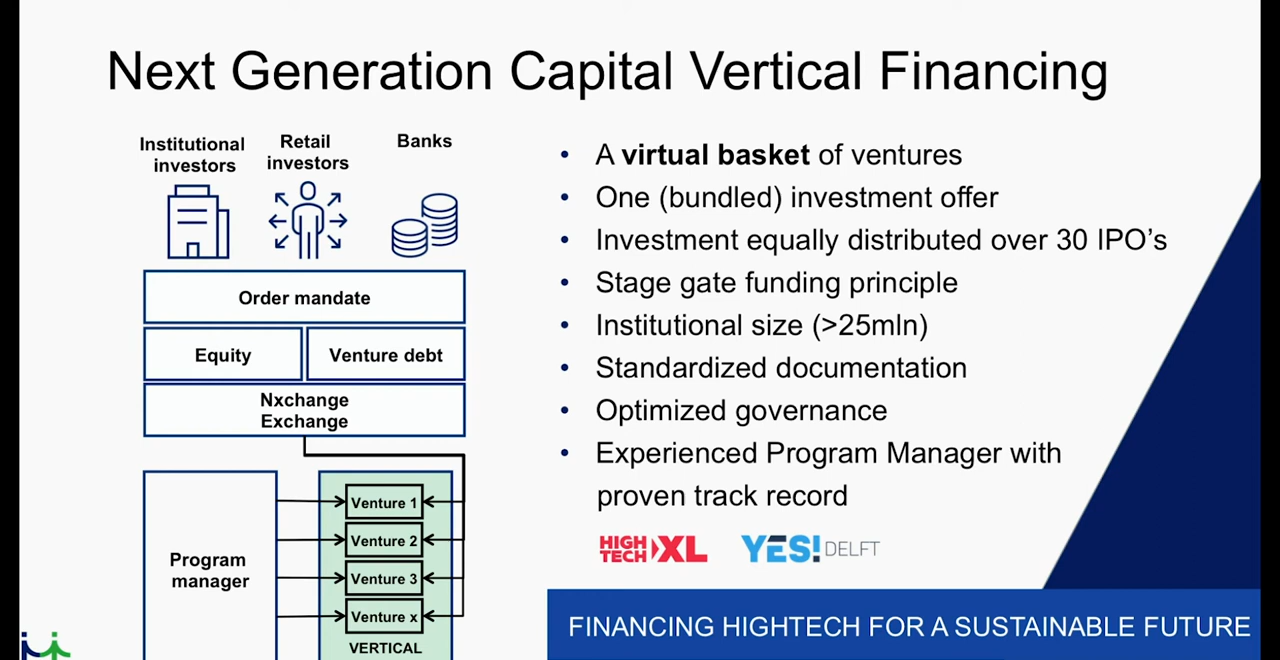 Next Generation Capital Vertical Financing
Institutional
investors
Retail
investors
Banks
Order mandate
Equity
Venture debt
Nxchange
Exchange
Program
manager
Venture 1
Venture 2
Venture 3
Venture x
VERTICAL
• A virtual basket of ventures
• One (bundled) investment offer
• Investment equally distributed over 30 IPO’s
• Stage gate funding principle
• Institutional size (>25mln)
• Standardized documentation
• Optimized governance
• Experienced Program Manager with
proven track record
HIGH
TECH XL
YES! DELFT
FINANCING HIGHTECH FOR A SUSTAINABLE FUTURE